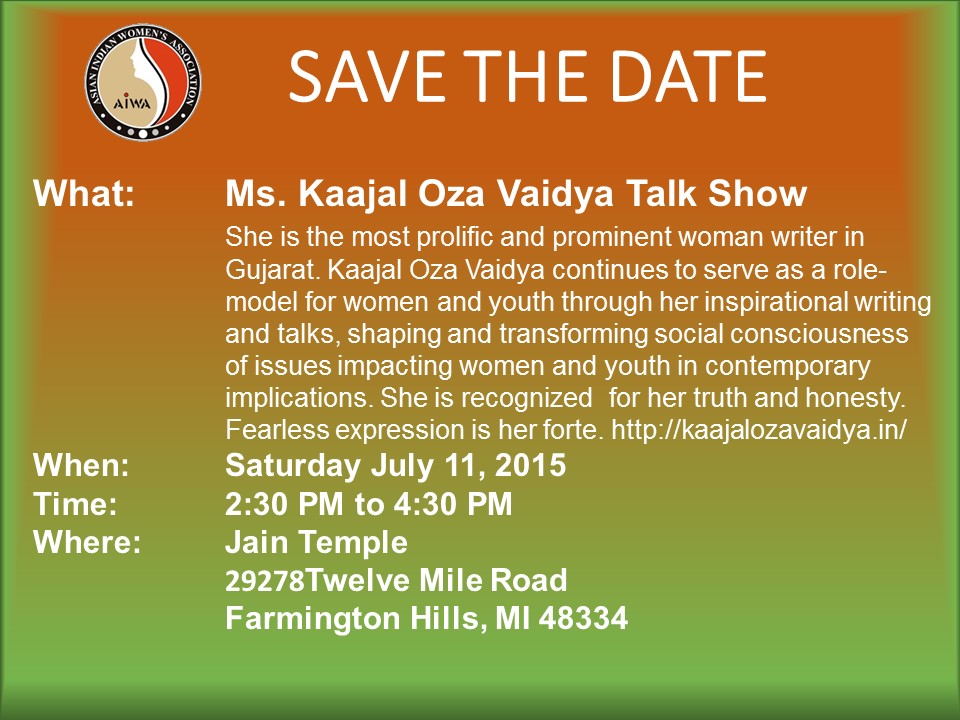 ASIAN INDIAN WOMEN'S ASSOCIATION
AIWA
SAVE THE DATE
What: Ms. Kaajal Oza Vaidya Talk Show
She is the most prolific and prominent woman writer in
Gujarat. Kaajal Oza Vaidya continues to serve as a role-
model for women and youth through her inspirational writing
and talks, shaping and transforming social consciousness
of issues impacting women and youth in contemporary
implications. She is recognized  for her truth and honesty.
Fearless expression is her forte. http://kaajalozavaidya.in/
When: Saturday July 11, 2015
Time: 2:30 PM to 4:30 PM
Where: Jain Temple
29278Twelve Mile Road
Farmington Hills, MI 48334